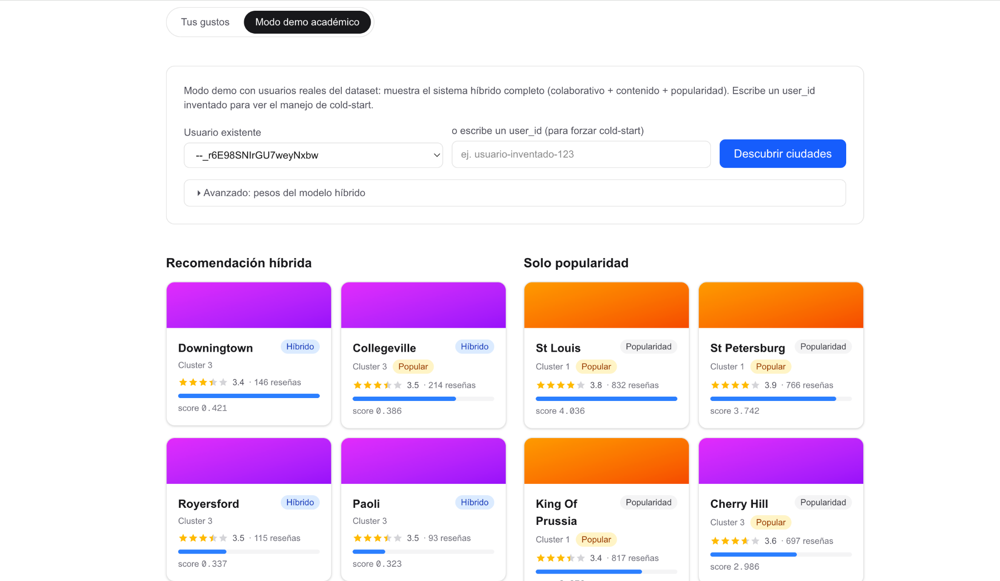 Tus gustos
Modo demo académico
Modo demo con usuarios reales del dataset: muestra el sistema híbrido completo (colaborativo + contenido + popularidad). Escribe un user_id
inventado para ver el manejo de cold-start.
Usuario existente
o escribe un user_id (para forzar cold-start)
--_r6E98SNIrGU7weyNxbw
ej. usuario-inventado-123
Descubrir ciudades
Avanzado: pesos del modelo híbrido
Recomendación híbrida
Downingtown
Híbrido
Cluster 3
3.4 · 146 reseñas
score 0.421
Collegeville
Híbrido
Cluster 3 Popular
3.5 · 214 reseñas
score 0.386
Royersford
Híbrido
Cluster 3
3.5 · 115 reseñas
score 0.337
Paoli
Híbrido
Cluster 3
3.5 · 93 reseñas
score 0.323
Solo popularidad
St Louis
Popularidad
Cluster 1 Popular
3.8 · 832 reseñas
score 4.036
St Petersburg
Popularidad
Cluster 1 Popular
3.9 · 766 reseñas
score 3.742
King Of
Prussia
Popularidad
Cluster 1 Popular
3.4 · 817 reseñas
Cherry Hill
Popularidad
Cluster 3 Popular
3.6 · 697 reseñas
score 2.986